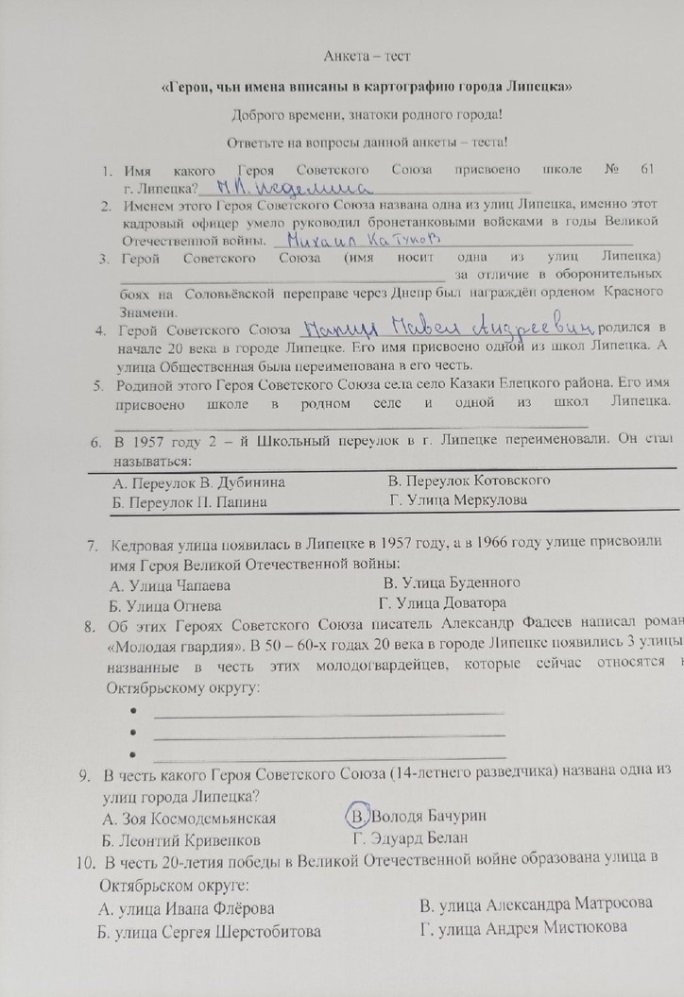 Анкета – тест
«Герои, чьи имена вписаны в картографию города Липецка»
Доброго времени, знатоки родного города!
Ответьте на вопросы данной анкеты – теста!
1. Имя какого Героя Советского Союза присвоено школе № 61
г. Липецка? М.И. Неделина
2. Именем этого Героя Советского Союза названа одна из улиц Липецка, именно этот
кадровый офицер умело руководил бронетанковыми войсками в годы Великой
Отечественной войны. Михаил Катуков
3. Герой Советского Союза (имя носит одна из улиц Липецка)
за отличие в оборонительных
боях на Соловьёвской переправе через Днепр был награждён орденом Красного
Знамени.
4. Герой Советского Союза Папин Павел Андреевич родился в
начале 20 века в городе Липецке. Его имя присвоено одной из школ Липецка. А
улица Общественная была переименована в его честь.
5. Родиной этого Героя Советского Союза села село Казаки Елецкого района. Его имя
присвоено школе в родном селе и одной из школ Липецка.
6. В 1957 году 2 – й Школьный переулок в г. Липецке переименовали. Он стал
называться:
А. Переулок В. Дубинина В. Переулок Котовского
Б. Переулок П. Папина Г. Улица Меркулова
7. Кедровая улица появилась в Липецке в 1957 году, а в 1966 году улице присвоили
имя Героя Великой Отечественной войны:
А. Улица Чапаева В. Улица Буденного
Б. Улица Огнева Г. Улица Доватора
8. Об этих Героях Советского Союза писатель Александр Фадеев написал роман
«Молодая гвардия». В 50 – 60-х годах 20 века в городе Липецке появились 3 улицы
названные в честь этих молодогвардейцев, которые сейчас относятся к
Октябрьскому округу:
9. В честь какого Героя Советского Союза (14-летнего разведчика) названа одна из
улиц города Липецка?
А. Зоя Космодемьянская В. Володя Бачурин
Б. Леонтий Кривенков Г. Эдуард Белан
10. В честь 20-летия победы в Великой Отечественной войне образована улица в
Октябрьском округе:
А. улица Ивана Флёрова В. улица Александра Матросова
Б. улица Сергея Шерстобитова Г. улица Андрея Мистюкова